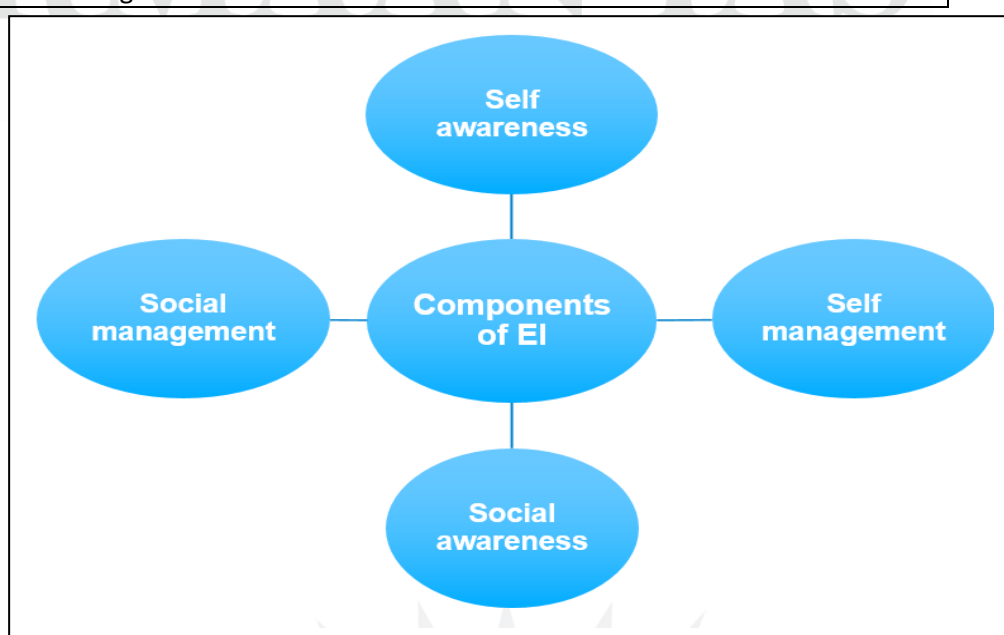 Self
awareness
Social
management
Components
of EI
Self
management
Social
awareness